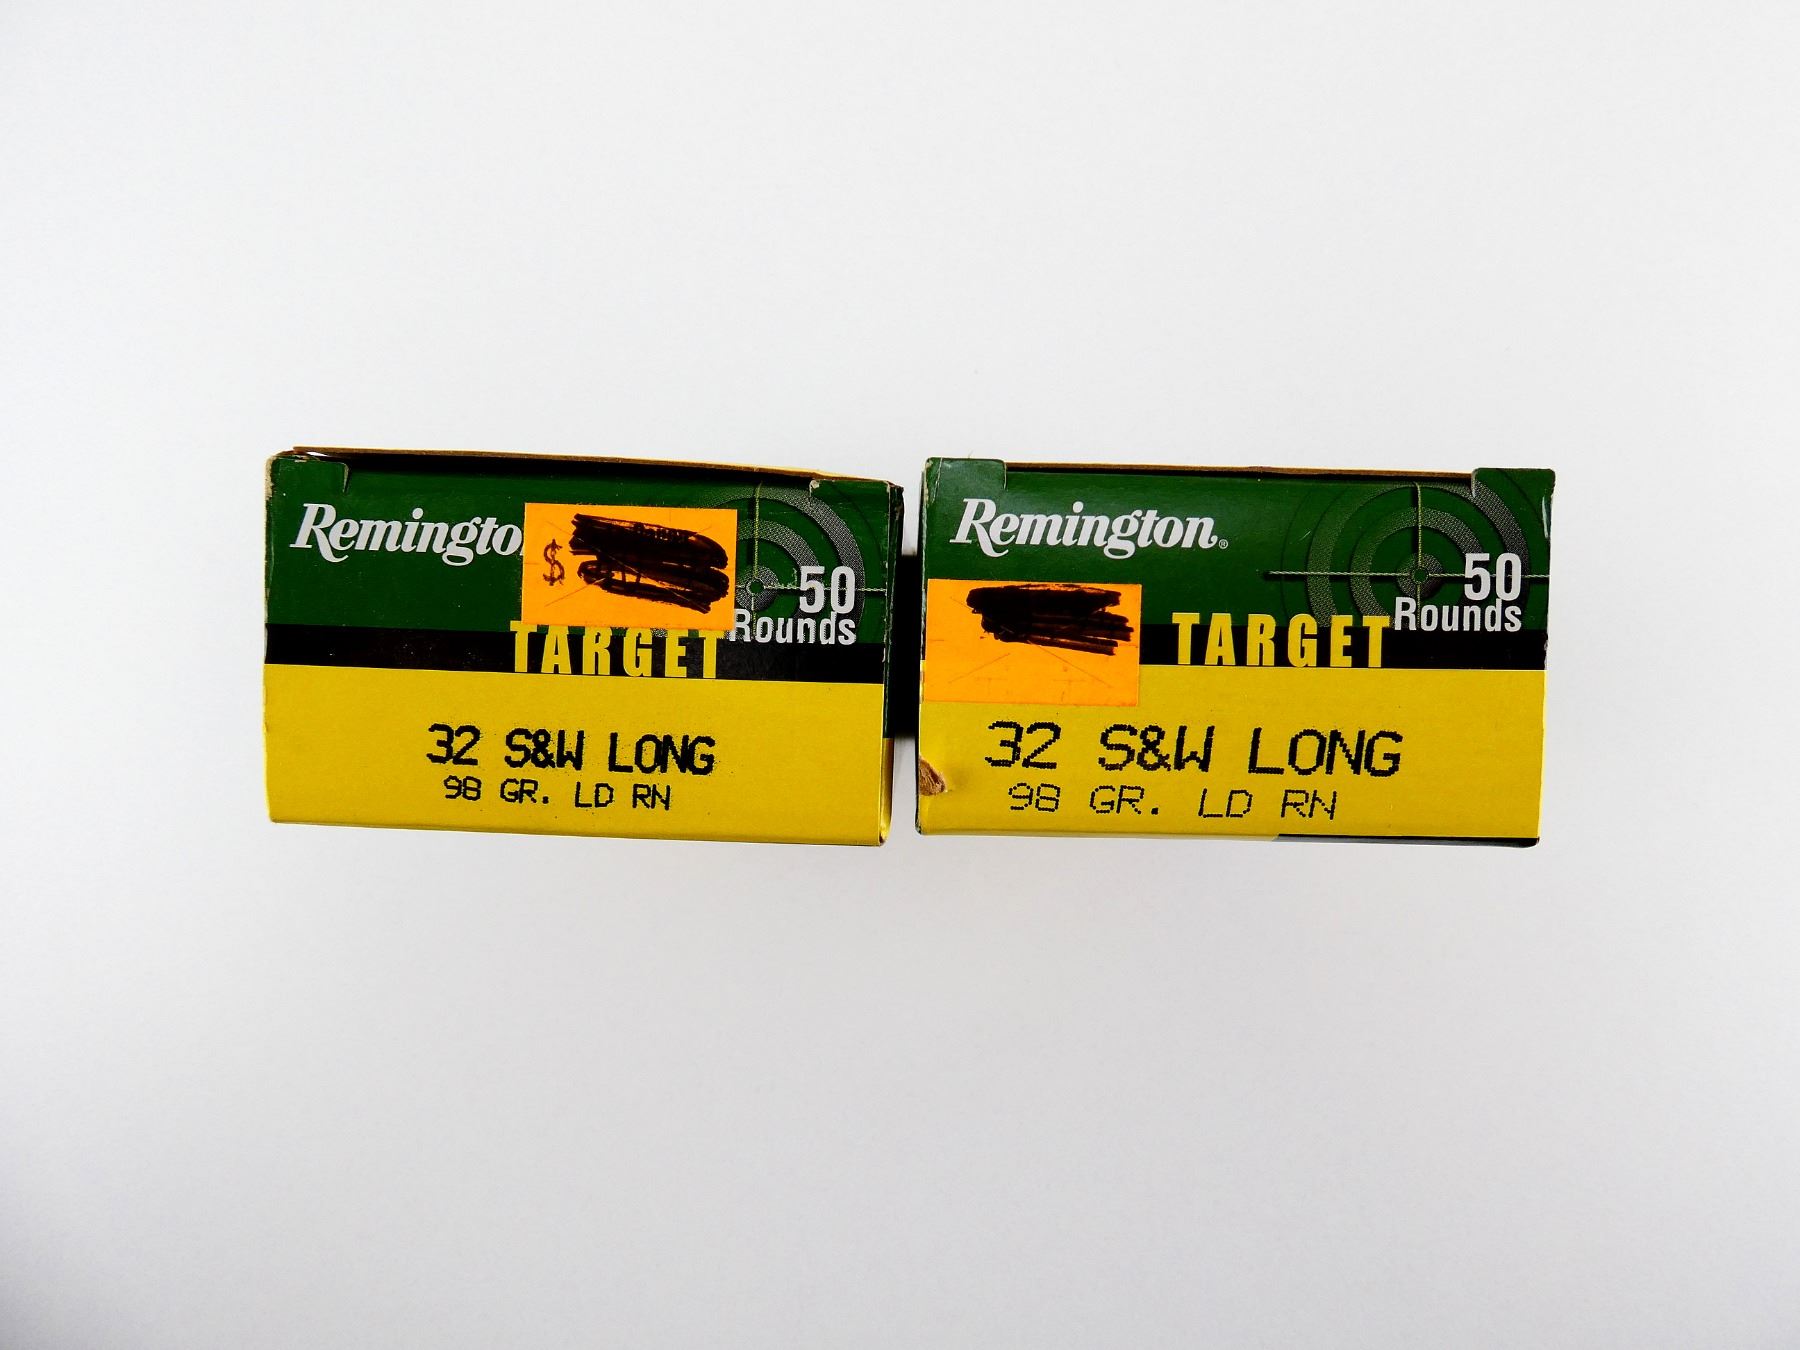 Remingto
$
50
Rounds
TARGET
32 S&W LONG
98 GR. LD RN
Remington®
50
Rounds
TARGET
32 S&W LONG
98 GR. LD RN